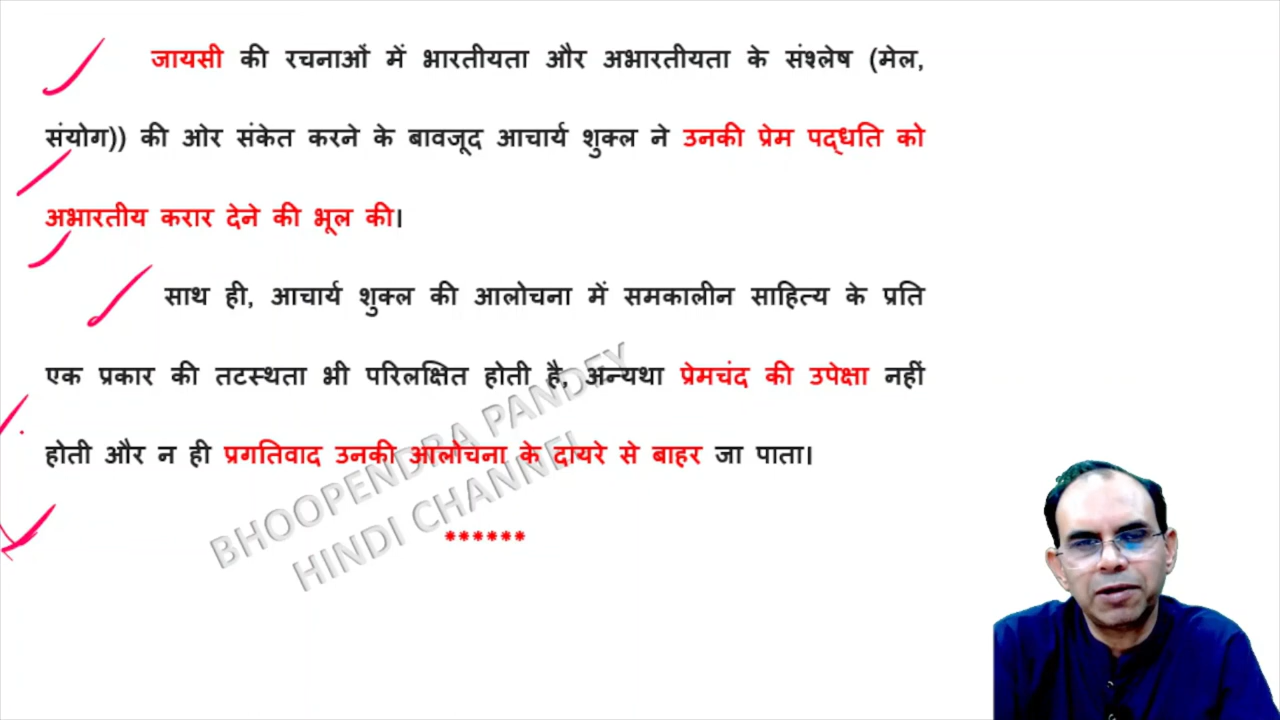 जायसी की रचनाओं में भारतीयता और अभारतीयता के संश्लेष (मेल,
संयोग)) की ओर संकेत करने के बावजूद आचार्य शुक्ल ने उनकी प्रेम पद्धति को
अभारतीय करार देने की भूल की।
साथ ही, आचार्य शुक्ल की आलोचना में समकालीन साहित्य के प्रति
एक प्रकार की तटस्थता भी परिलक्षित होती है, अन्यथा प्रेमचंद की उपेक्षा नहीं
होती और न ही प्रगतिवाद उनकी आलोचना के दायरे से बाहर जा पाता।
******
BHOOPENDRA PANDEY
HINDI CHANNEL